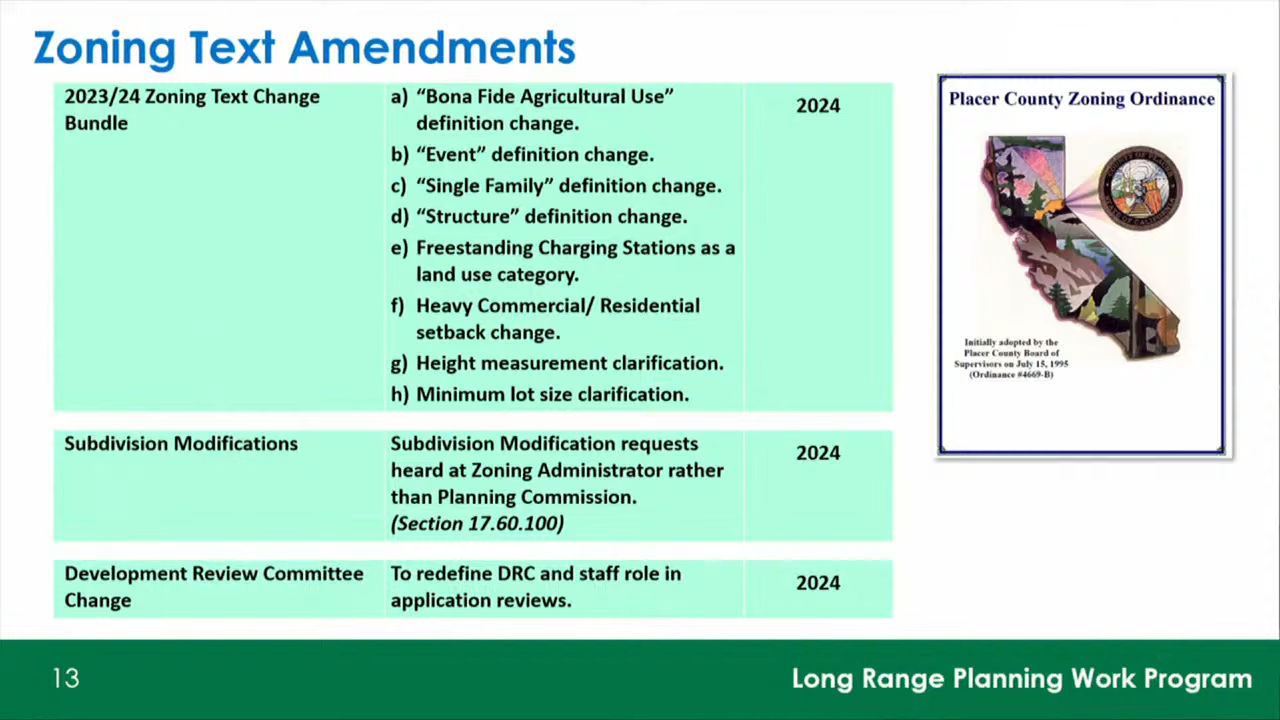 Zoning Text Amendments
2023/24 Zoning Text Change
Bundle
a) “Bona Fide Agricultural Use”
definition change.
b) “Event” definition change.
c) “Single Family” definition change.
d) “Structure” definition change.
e) Freestanding Charging Stations as a
land use category.
f) Heavy Commercial/ Residential
setback change.
g) Height measurement clarification.
h) Minimum lot size clarification.
2024
Subdivision Modifications
Subdivision Modification requests
heard at Zoning Administrator rather
than Planning Commission.
(Section 17.60.100)
2024
Development Review Committee
Change
To redefine DRC and staff role in
application reviews.
2024
Placer County Zoning Ordinance
Initially adopted by the
Placer County Board of
Supervisors on July 15, 1995
(Ordinance #4669-B)
13
Long Range Planning Work Program